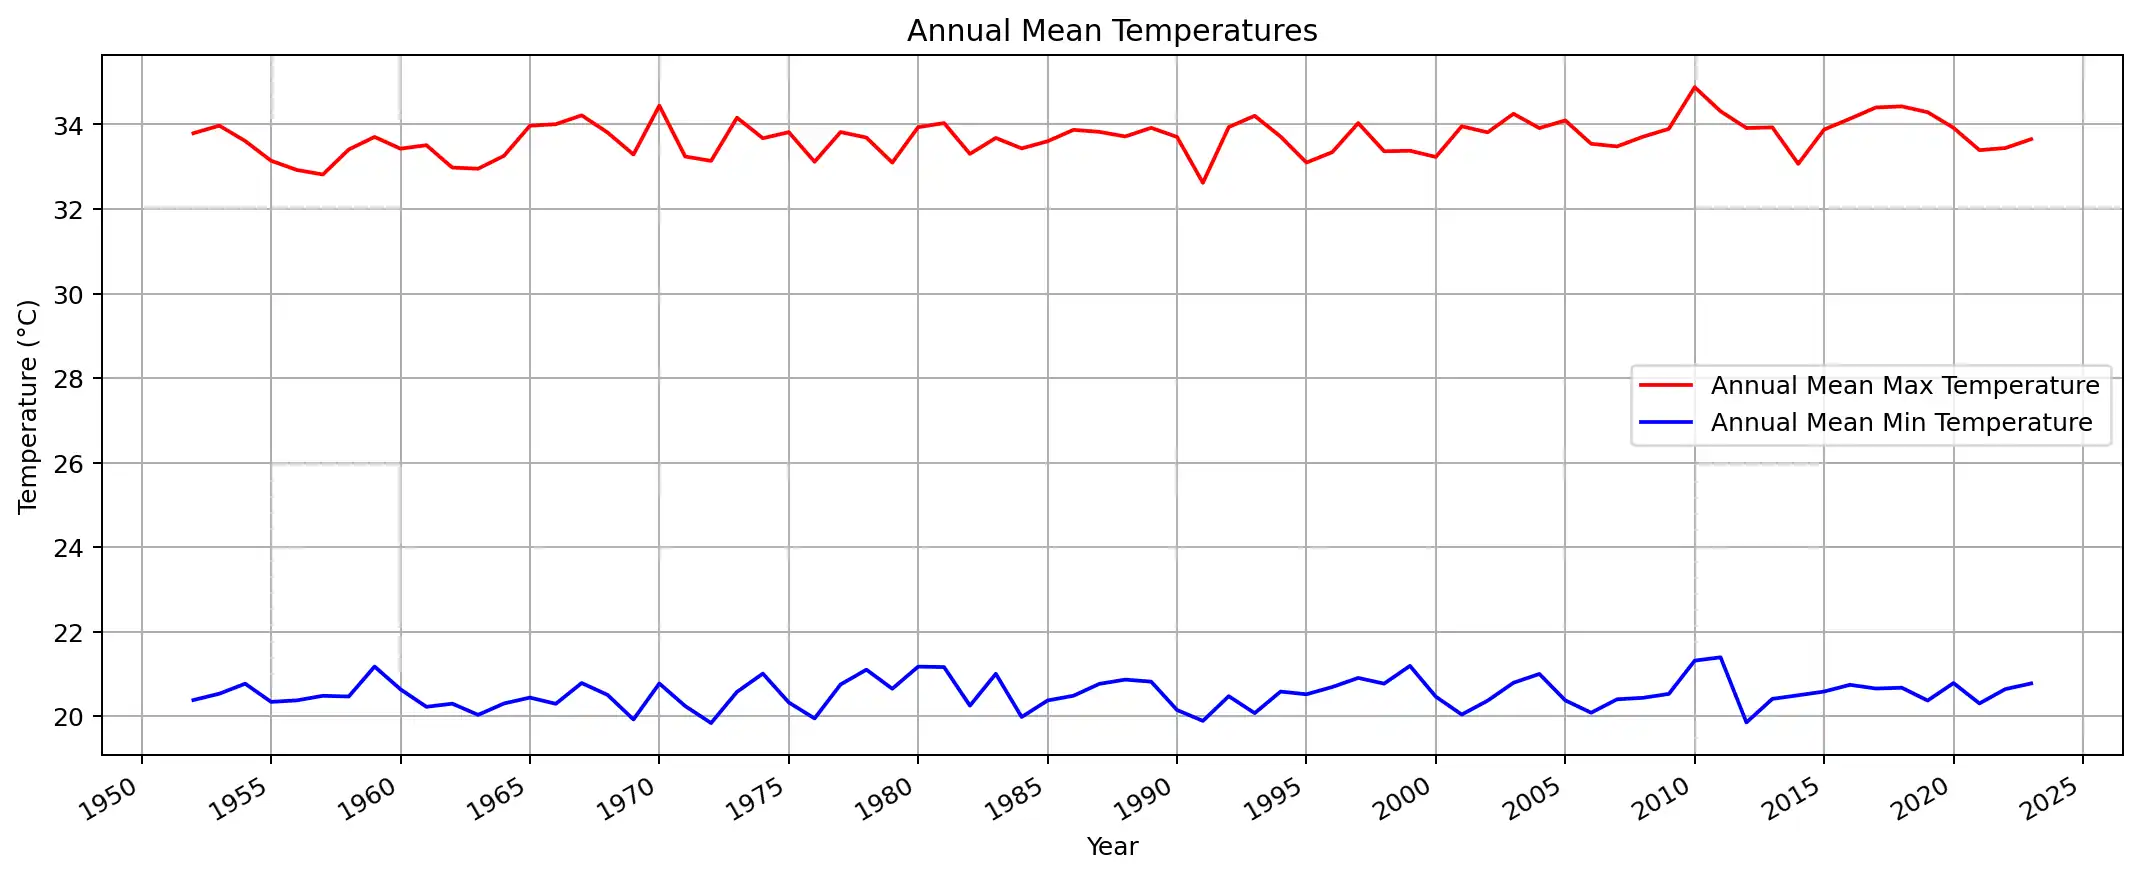 Annual Mean Temperatures
Temperature (°C)
34
32
30
28
26
24
22
20
Annual Mean Max Temperature
Annual Mean Min Temperature
1950 1955 1960 1965 1970 1975 1980 1985 1990 1995 2000 2005 2010 2015 2020 2025
Year